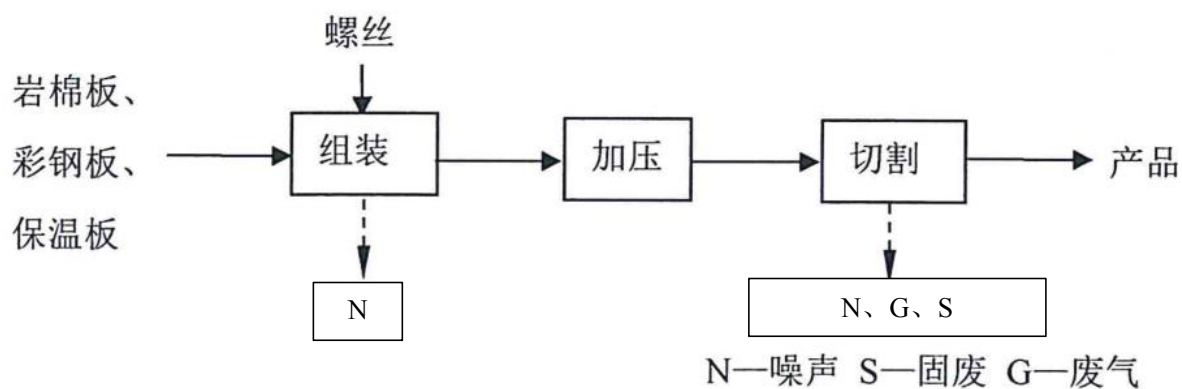 螺丝
岩棉板、
彩钢板、
保温板
组装
加压
切割
产品
N
N、G、S
N—噪声 S—固废 G—废气